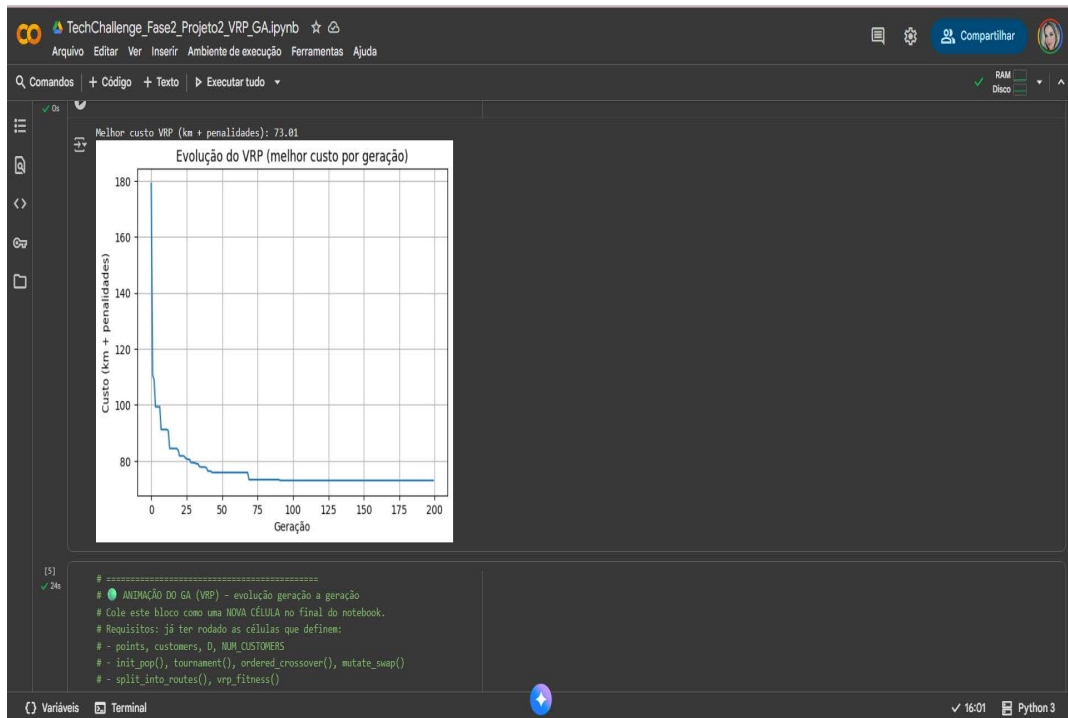 TechChallenge_Fase2_Projeto2_VRP_GA.ipynb
Arquivo Editar Ver Inserir Ambiente de execução Ferramentas Ajuda
Compartilhar
Comandos + Código + Texto Executar tudo
RAM
Disco
0s
Melhor custo VRP (km + penalidades): 73.01
Evolução do VRP (melhor custo por geração)
Custo (km + penalidades)
180
160
140
120
100
80
0 25 50 75 100 125 150 175 200
Geração
[5]
24s
# ==============================================
# ANIMAÇÃO DO GA (VRP) - evolução geração a geração
# Cole este bloco como uma NOVA CÉLULA no final do notebook.
# Requisitos: já ter rodado as células que definem:
# - points, customers, D, NUM_CUSTOMERS
# - init_pop(), tournament(), ordered_crossover(), mutate_swap()
# - split_into_routes(), vrp_fitness()
{} Variáveis Terminal
16:01 Python 3